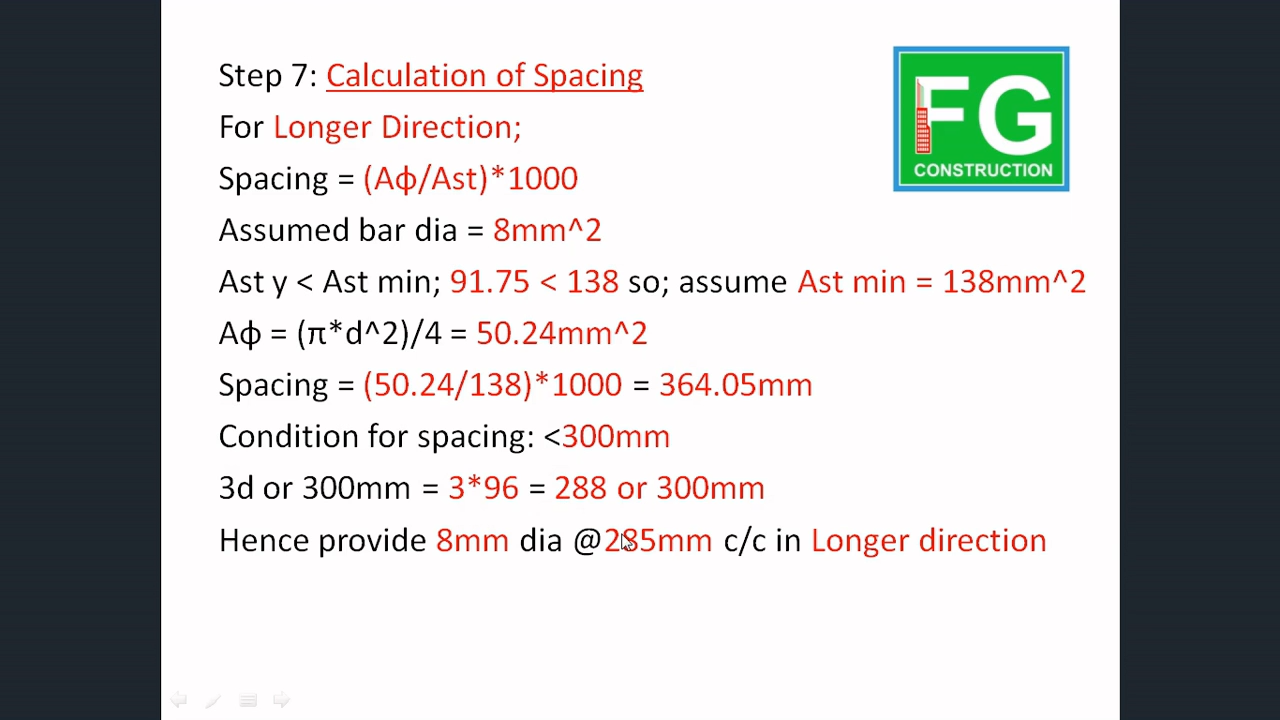 Step 7: Calculation of Spacing
For Longer Direction;
Spacing = (Aϕ/Ast)*1000
Assumed bar dia = 8mm^2
Ast y < Ast min; 91.75 < 138 so; assume Ast min = 138mm^2
Aϕ = (π*d^2)/4 = 50.24mm^2
Spacing = (50.24/138)*1000 = 364.05mm
Condition for spacing: <300mm
3d or 300mm = 3*96 = 288 or 300mm
Hence provide 8mm dia @285mm c/c in Longer direction
FG
CONSTRUCTION